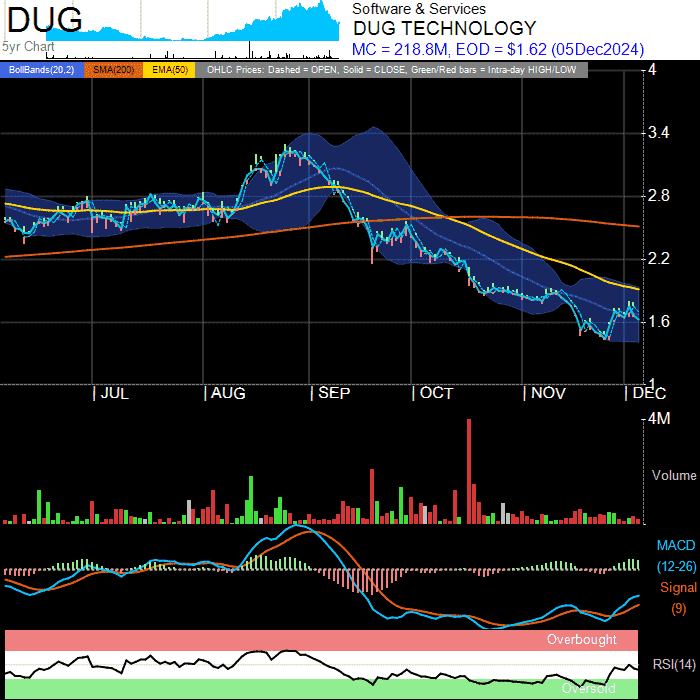 DUG
5yr Chart
Software & Services
DUG TECHNOLOGY
MC = 218.8M, EOD = $1.62 (05Dec2024)
BollBands(20,2) SMA(200) EMA(50) OHLC Prices: Dashed = OPEN, Solid = CLOSE, Green/Red bars = Intra-day HIGH/LOW
4
3.4
2.8
2.2
1.6
1
JUL AUG SEP OCT NOV DEC
4M
Volume
MACD
(12-26)
Signal
(9)
Overbought
RSI(14)
Oversold